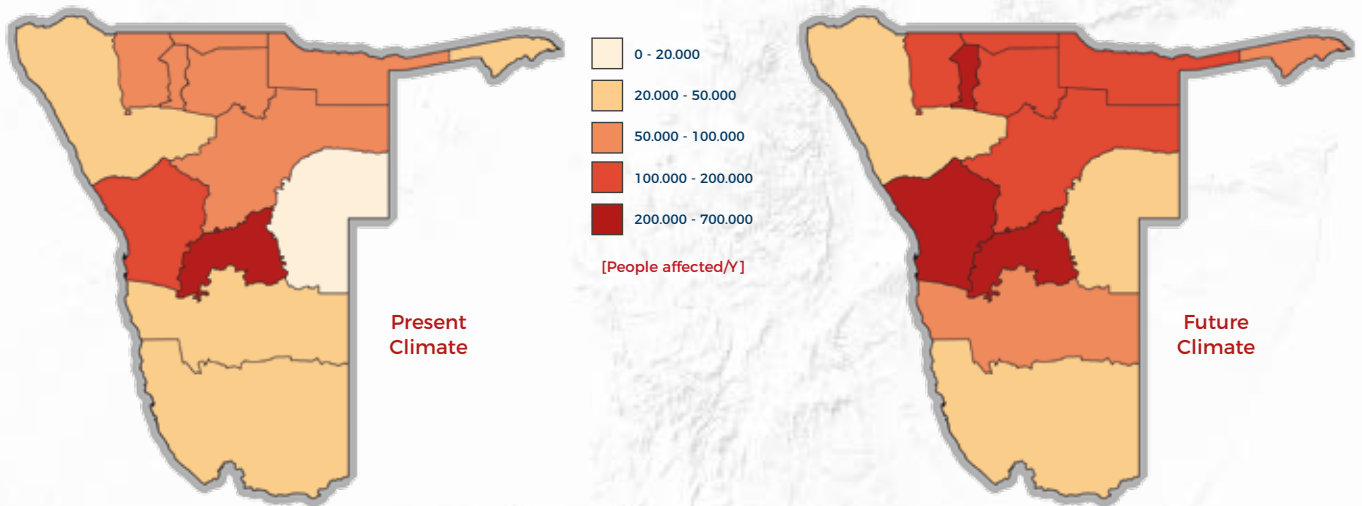 0 - 20.000
20.000 - 50.000
50.000 - 100.000
100.000 - 200.000
200.000 - 700.000
[People affected/Y]
Present
Climate
Future
Climate